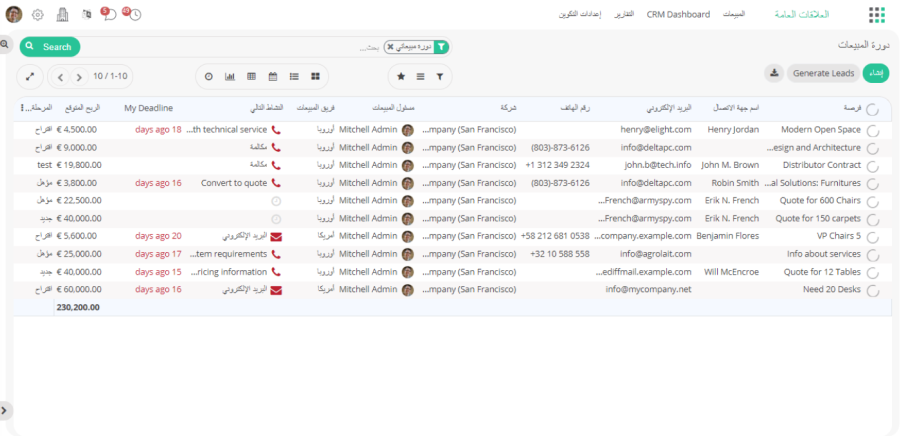 العلاقات العامة المبيعات CRM Dashboard التقارير إعدادات التكوين 49 5
دورة المبيعات
دورة مبيعاتي بحث... Search
إنشاء Generate Leads
10 / 1-10
فرصة اسم جهة الاتصال البريد الإلكتروني رقم الهاتف شركة مسئول المبيعات فريق المبيعات النشاط التالي My Deadline الربح المتوقع المرحلة...
Modern Open Space Henry Jordan henry@elight.com ...mpany (San Francisco) Mitchell Admin أوروبا ...th technical service days ago 18 € 4,500.00 اقتراح
...esign and Architecture info@deltapc.com (803)-873-6126 ...mpany (San Francisco) Mitchell Admin أوروبا مكالمة € 9,000.00 اقتراح
Distributor Contract John M. Brown john.b@tech.info +1 312 349 2324 ...mpany (San Francisco) Mitchell Admin أوروبا مكالمة € 19,800.00 test
...al Solutions: Furnitures Robin Smith info@deltapc.com (803)-873-6126 ...mpany (San Francisco) Mitchell Admin أوروبا Convert to quote days ago 16 € 3,800.00 مؤهل
Quote for 600 Chairs Erik N. French ...French@armyspy.com ...mpany (San Francisco) Mitchell Admin أوروبا € 22,500.00 مؤهل
Quote for 150 carpets Erik N. French ...French@armyspy.com ...mpany (San Francisco) Mitchell Admin أوروبا € 40,000.00 جديد
VP Chairs 5 Benjamin Flores ...company.example.com +58 212 681 0538 ...mpany (San Francisco) Mitchell Admin أمريكا البريد الإلكتروني days ago 20 € 5,600.00 اقتراح
Info about services info@agrolait.com +32 10 588 558 ...mpany (San Francisco) Mitchell Admin أوروبا ...tem requirements days ago 17 € 25,000.00 مؤهل
Quote for 12 Tables Will McEncroe ...ediffmail.example.com ...mpany (San Francisco) Mitchell Admin أوروبا ...ricing information days ago 15 € 40,000.00 جديد
Need 20 Desks info@mycompany.net ...mpany (San Francisco) Mitchell Admin أمريكا البريد الإلكتروني days ago 16 € 60,000.00 اقتراح
230,200.00